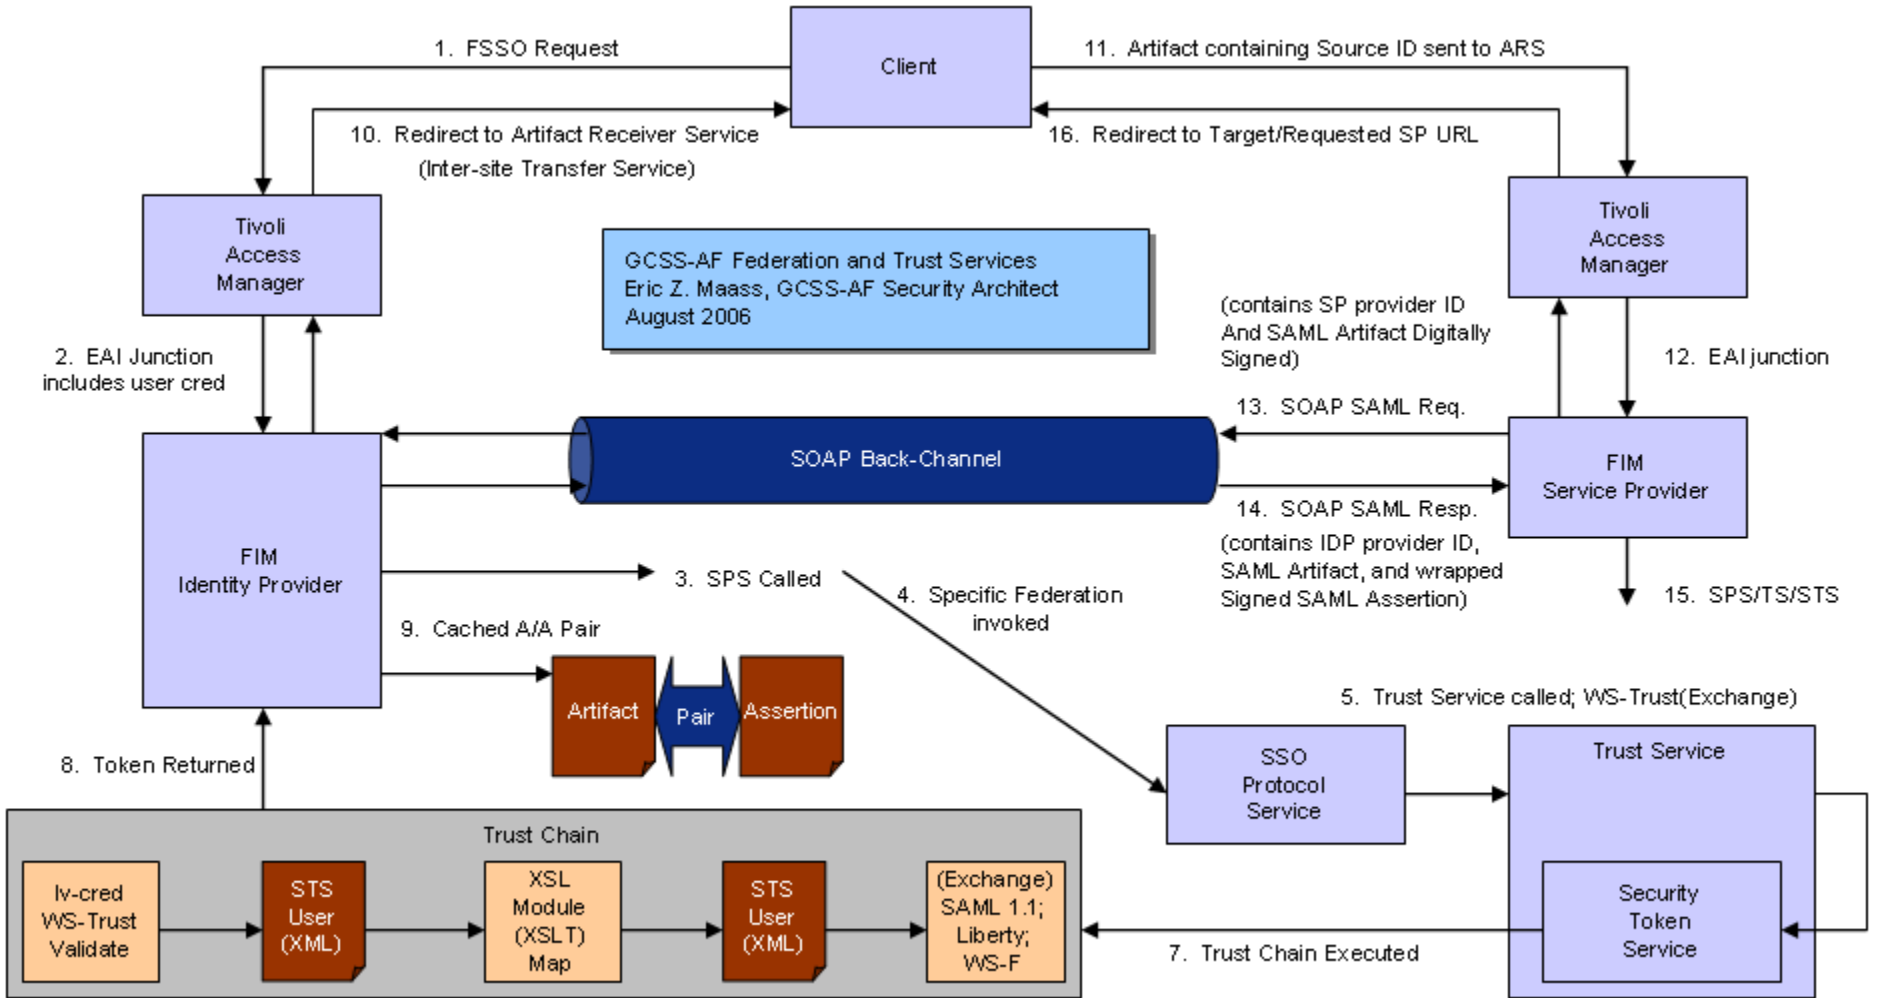 1. FSSO Request
Client
11. Artifact containing Source ID sent to ARS
10. Redirect to Artifact Receiver Service
(Inter-site Transfer Service)
16. Redirect to Target/Requested SP URL
Tivoli
Access
Manager
Tivoli
Access
Manager
GCSS-AF Federation and Trust Services
Eric Z. Maass, GCSS-AF Security Architect
August 2006
(contains SP provider ID
And SAML Artifact Digitally
Signed)
2. EAI Junction
includes user cred
12. EAI junction
13. SOAP SAML Req.
SOAP Back-Channel
FIM
Service Provider
14. SOAP SAML Resp.
(contains IDP provider ID,
SAML Artifact, and wrapped
Signed SAML Assertion)
FIM
Identity Provider
3. SPS Called
4. Specific Federation
invoked
15. SPS/TS/STS
9. Cached A/A Pair
Artifact
Pair
Assertion
5. Trust Service called; WS-Trust(Exchange)
8. Token Returned
SSO
Protocol
Service
Trust Service
Trust Chain
Iv-cred
WS-Trust
Validate
STS
User
(XML)
XSL
Module
(XSLT)
Map
STS
User
(XML)
(Exchange)
SAML 1.1;
Liberty;
WS-F
7. Trust Chain Executed
Security
Token
Service